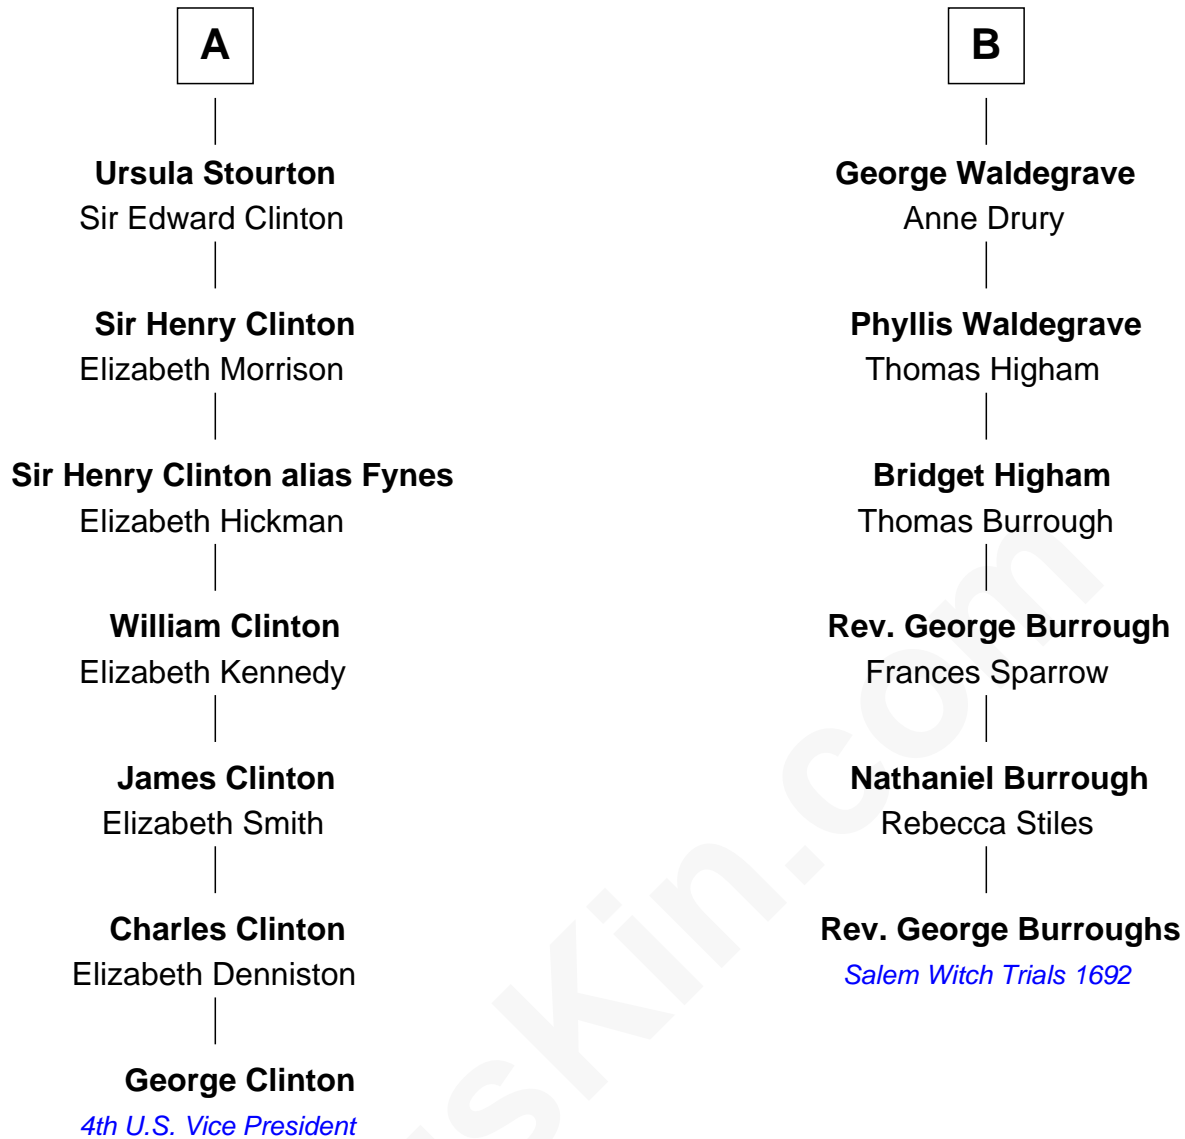 A
Ursula Stourton
Sir Edward Clinton
Sir Henry Clinton
Elizabeth Morrison
Sir Henry Clinton alias Fynes
Elizabeth Hickman
William Clinton
Elizabeth Kennedy
James Clinton
Elizabeth Smith
Charles Clinton
Elizabeth Denniston
George Clinton
4th U.S. Vice President
B
George Waldegrave
Anne Drury
Phyllis Waldegrave
Thomas Higham
Bridget Higham
Thomas Burrough
Rev. George Burrough
Frances Sparrow
Nathaniel Burrough
Rebecca Stiles
Rev. George Burroughs
Salem Witch Trials 1692
sKin.com